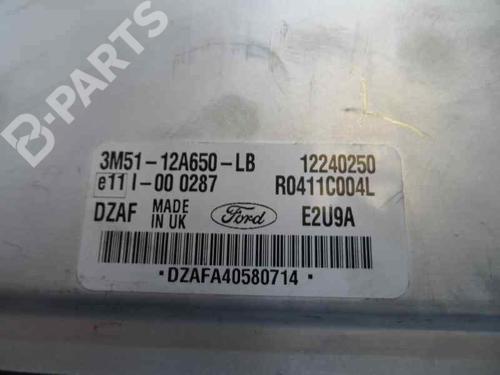 B-PARTS
3M51-12A650-LB 12240250
e11 I-00 0287 R0411C004L
DZAF MADE IN UK Ford E2U9A
·DZAFA40580714·